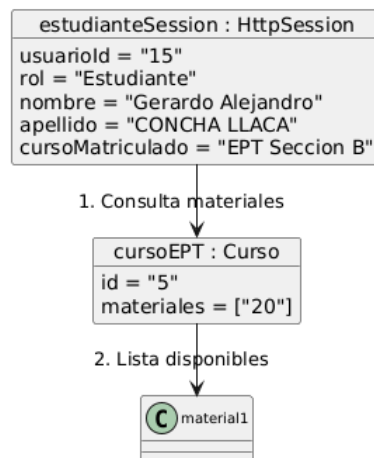 estudianteSession : HttpSession
usuarioId = "15"
rol = "Estudiante"
nombre = "Gerardo Alejandro"
apellido = "CONCHA LLACA"
cursoMatriculado = "EPT Seccion B"
1. Consulta materiales
cursoEPT : Curso
id = "5"
materiales = ["20"]
2. Lista disponibles
C material1